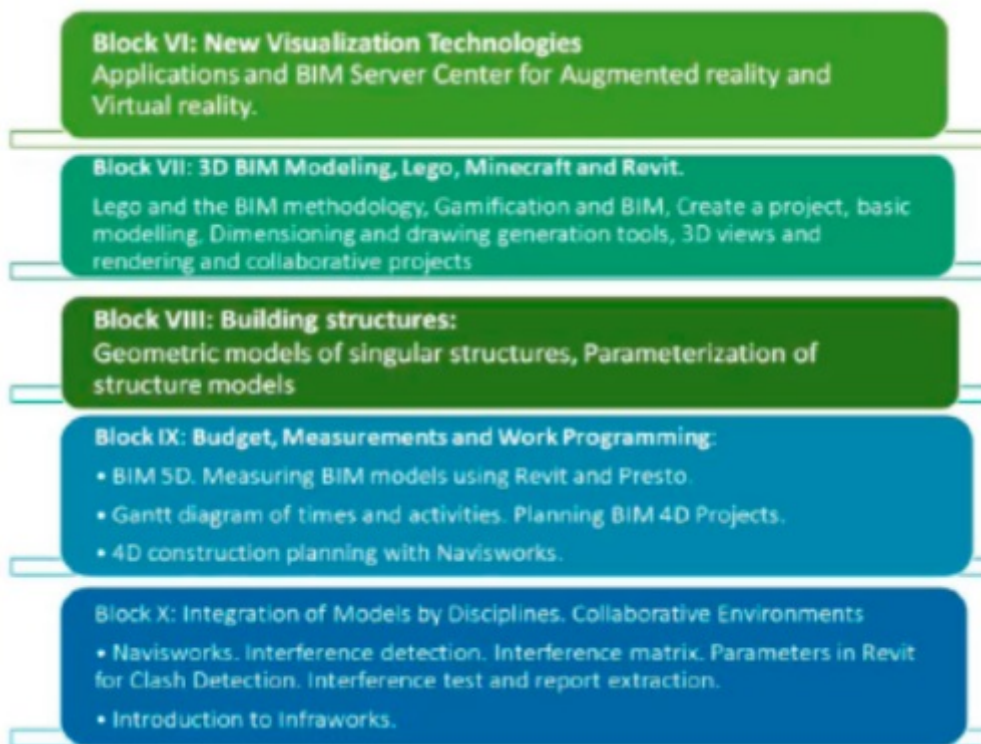 Block VI: New Visualization Technologies
Applications and BIM Server Center for Augmented reality and
Virtual reality.
Block VII: 3D BIM Modeling, Lego, Minecraft and Revit.
Lego and the BIM methodology, Gamification and BIM, Create a project, basic
modelling, Dimensioning and drawing generation tools, 3D views and
rendering and collaborative projects
Block VIII: Building structures:
Geometric models of singular structures, Parameterization of
structure models
Block IX: Budget, Measurements and Work Programming:
• BIM 5D. Measuring BIM models using Revit and Presto.
• Gantt diagram of times and activities. Planning BIM 4D Projects.
• 4D construction planning with Navisworks.
Block X: Integration of Models by Disciplines. Collaborative Environments
• Navisworks. Interference detection. Interference matrix. Parameters in Revit
for Clash Detection. Interference test and report extraction.
• Introduction to Infraworks.